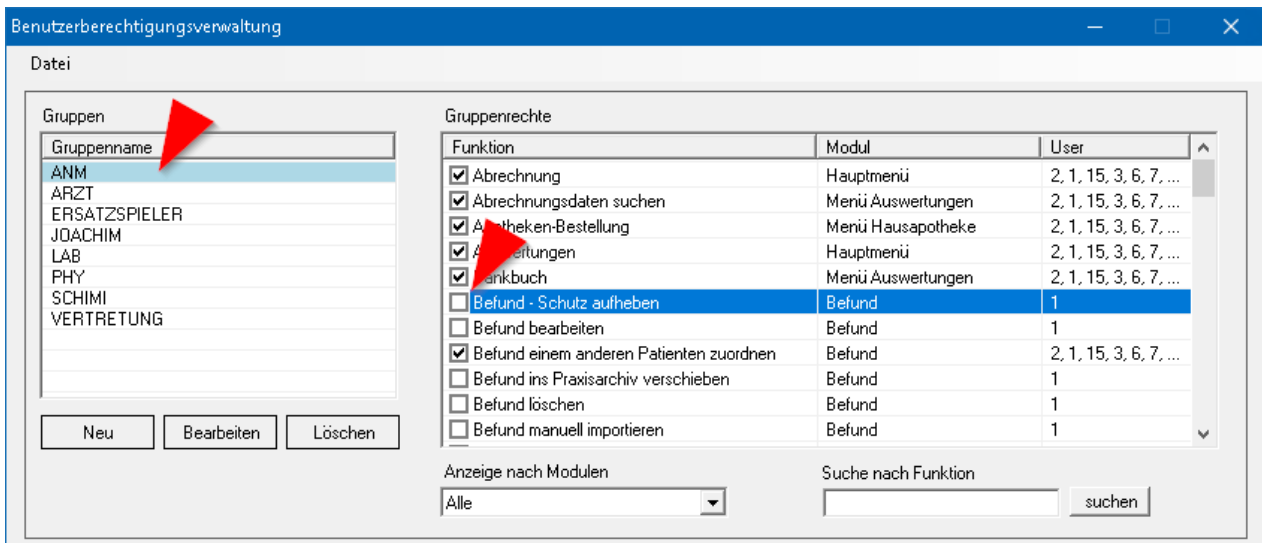 Benutzerberechtigungsverwaltung
Datei
Gruppen
Gruppenname
ANM
ARZT
ERSATZSPIELER
JOACHIM
LAB
PHY
SCHIMI
VERTRETUNG
Neu Bearbeiten Löschen
Gruppenrechte
Funktion Modul User
Abrechnung Hauptmenü 2, 1, 15, 3, 6, 7, ...
Abrechnungsdaten suchen Menü Auswertungen 2, 1, 15, 3, 6, 7, ...
Menü Hausapotheke 2, 1, 15, 3, 6, 7, ...
Hauptmenü 2, 1, 15, 3, 6, 7, ...
Menü Auswertungen 2, 1, 15, 3, 6, 7, ...
Befund - Schutz aufheben Befund 1
Befund bearbeiten Befund 1
Befund einem anderen Patienten zuordnen Befund 2, 1, 15, 3, 6, 7, ...
Befund ins Praxisarchiv verschieben Befund 1
Befund löschen Befund 1
Befund manuell importieren Befund 1
Anzeige nach Modulen
Alle
Suche nach Funktion
suchen